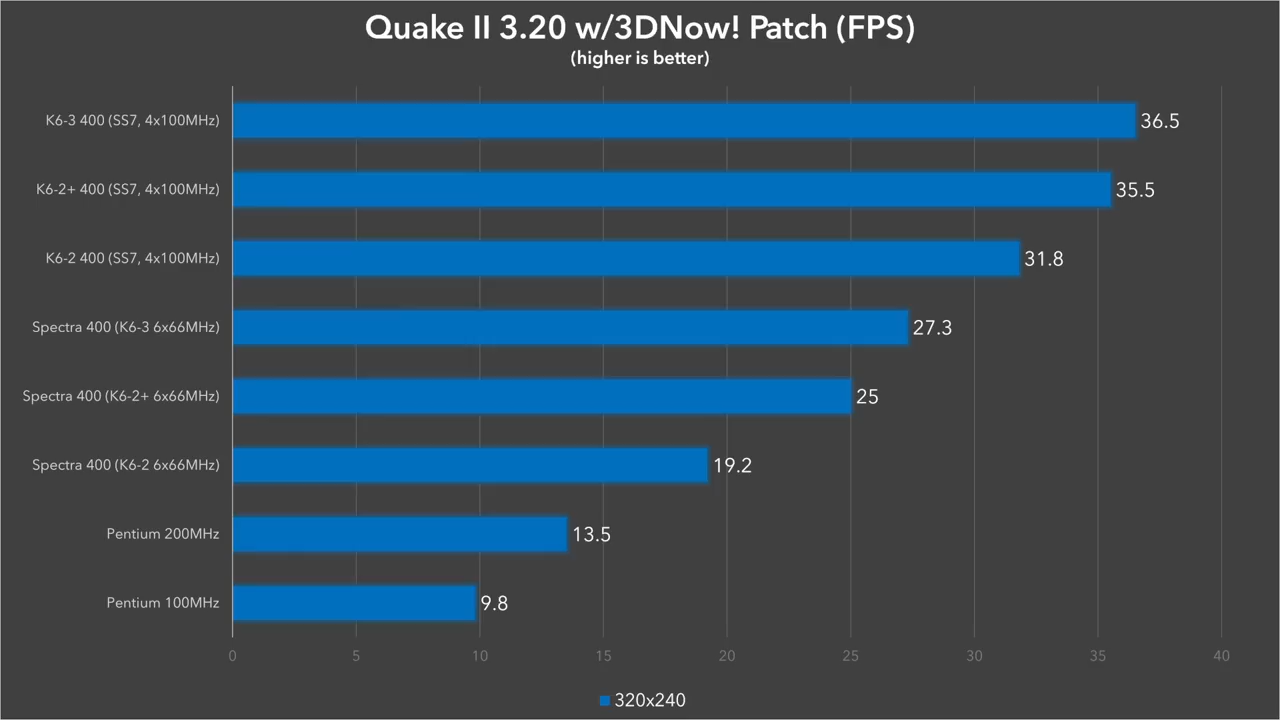 Quake II 3.20 w/3DNow! Patch (FPS)
(higher is better)
K6-3 400 (SS7, 4x100MHz) 36.5
K6-2+ 400 (SS7, 4x100MHz) 35.5
K6-2 400 (SS7, 4x100MHz) 31.8
Spectra 400 (K6-3 6x66MHz) 27.3
Spectra 400 (K6-2+ 6x66MHz) 25
Spectra 400 (K6-2 6x66MHz) 19.2
Pentium 200MHz 13.5
Pentium 100MHz 9.8
0 5 10 15 20 25 30 35 40
320x240